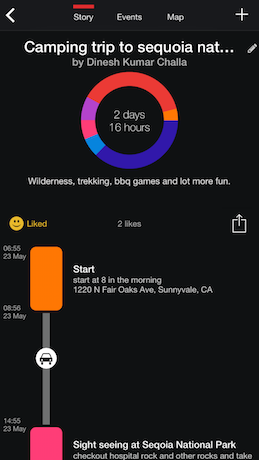 Story Events Map
Camping trip to sequoia nat...
by Dinesh Kumar Challa
2 days
16 hours
Wilderness, trekking, bbq games and lot more fun.
Liked 2 likes
06:55
23 May
Start
start at 8 in the morning
1220 N Fair Oaks Ave, Sunnyvale, CA
08:56
23 May
14:55
23 May
Sight seeing at Seqoia National Park
checkout hospital rock and other rocks and take